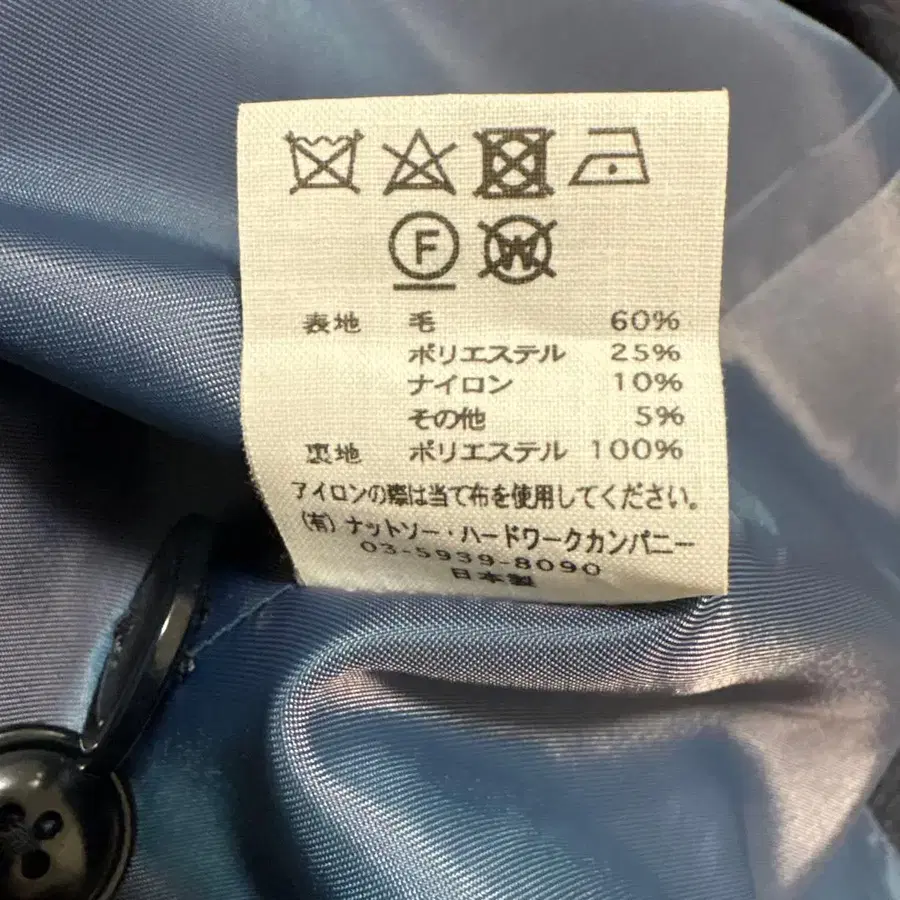 F W
表地 毛 60%
ポリエステル 25%
ナイロン 10%
その他 5%
裏地 ポリエステル 100%
アイロンの際は当て布を使用してください。
(有) ナットソー・ハードワークカンパニー
03-5939-8090
日本製